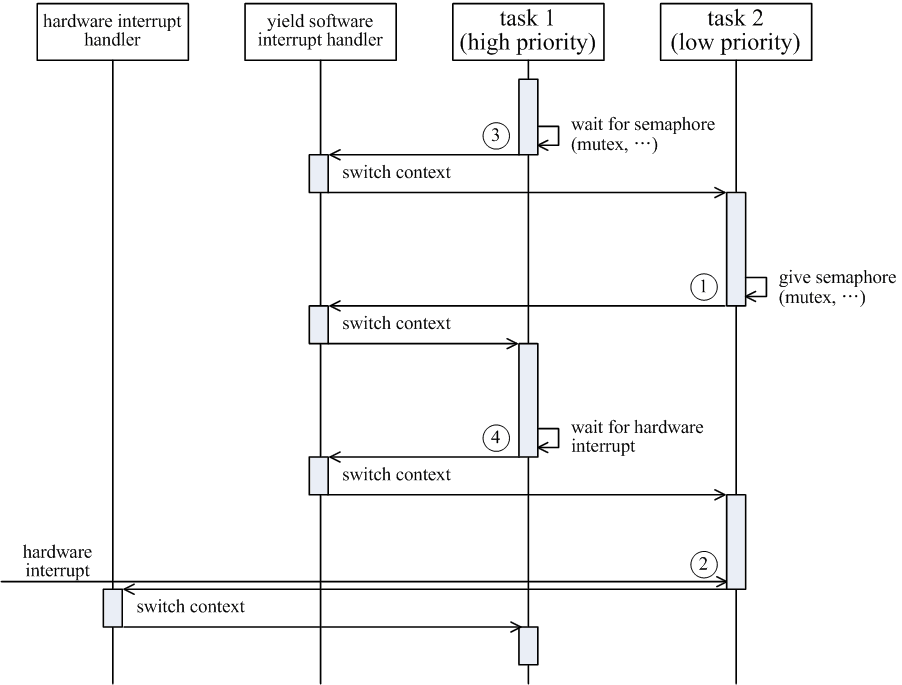 hardware interrupt
handler
yield software
interrupt handler
task 1
(high priority)
task 2
(low priority)
③
wait for semaphore
(mutex, ···)
switch context
①
give semaphore
(mutex, ···)
switch context
④
wait for hardware
interrupt
switch context
hardware
interrupt
②
switch context